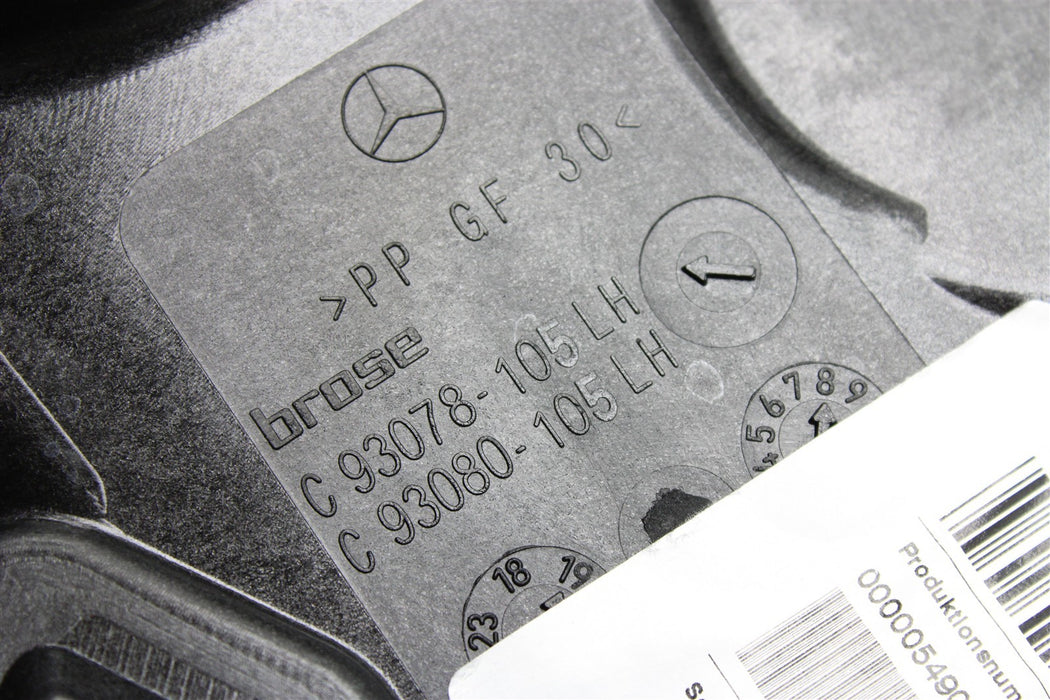 >PP GF 30<
brose
C 93078-105 LH
C 93080-105 LH
4 5 6 7 8 9
23 18 19
Produktionsnum
00000549